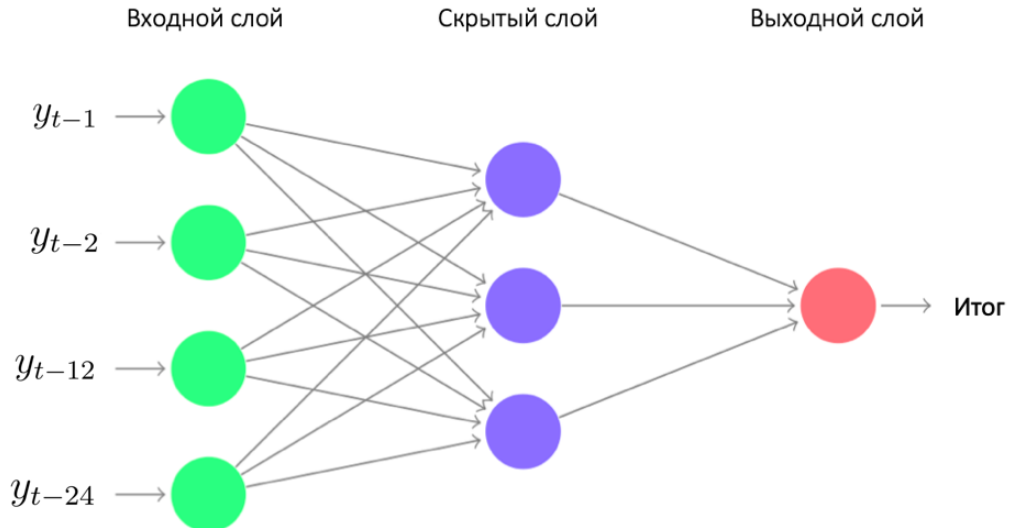 Входной слой
Скрытый слой
Выходной слой
y_{t-1}
y_{t-2}
y_{t-12}
y_{t-24}
Итог